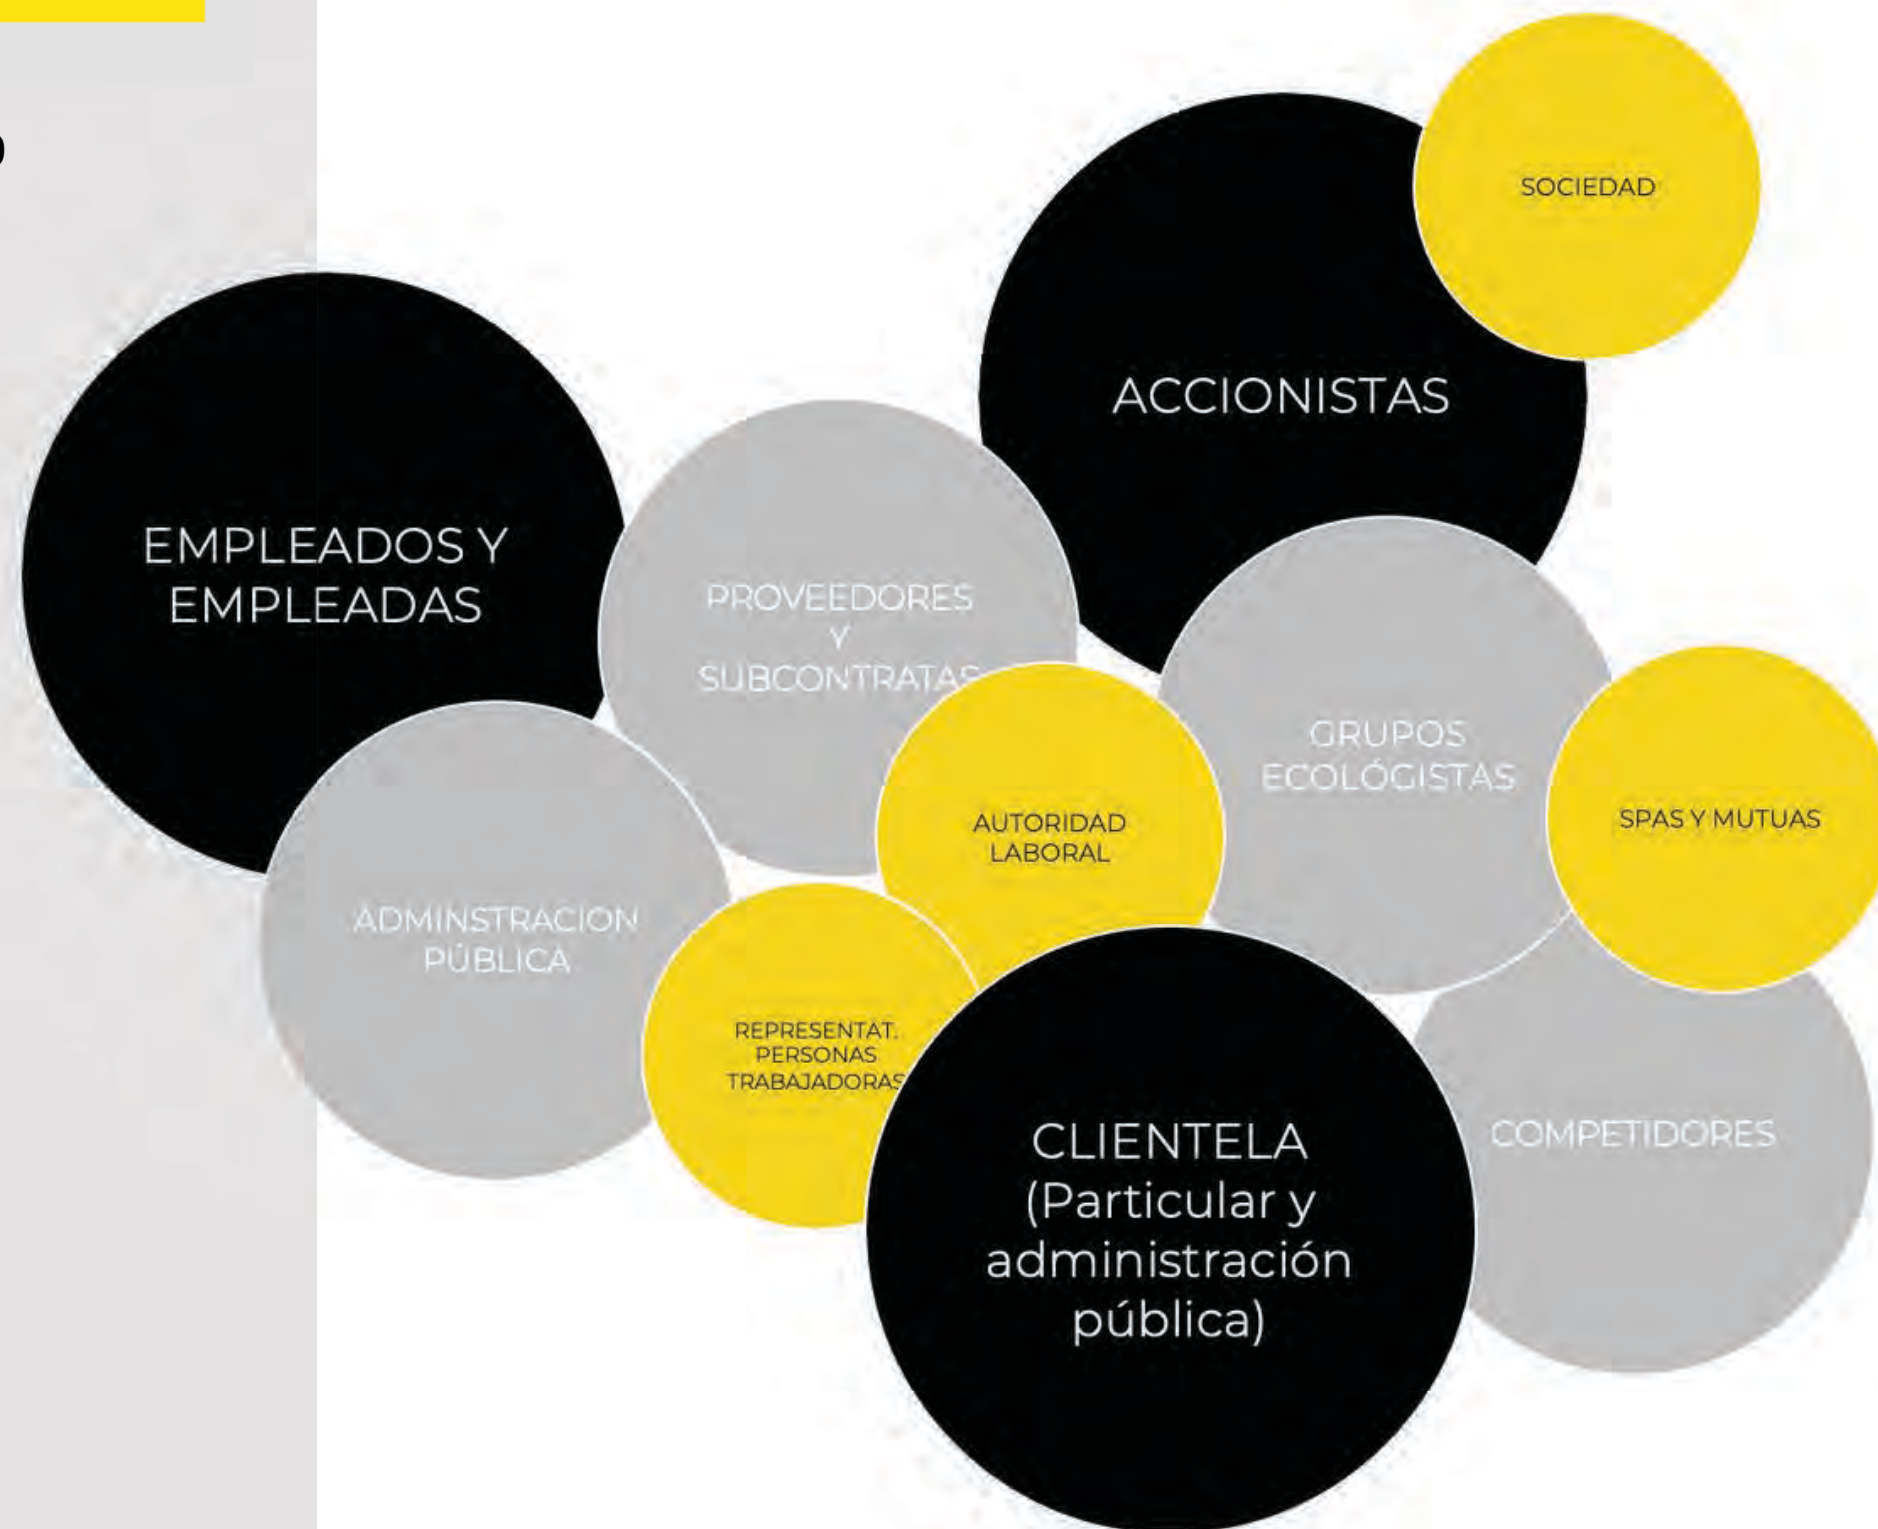 SOCIEDAD
ACCIONISTAS
EMPLEADOS Y
EMPLEADAS
PROVEEDORES
Y
SUBCONTRATAS
GRUPOS
ECOLÓGISTAS
SPAS Y MUTUAS
AUTORIDAD
LABORAL
ADMINSTRACION
PÚBLICA
REPRESENTAT.
PERSONAS
TRABAJADORAS
CLIENTELA
(Particular y
administración
pública)
COMPETIDORES